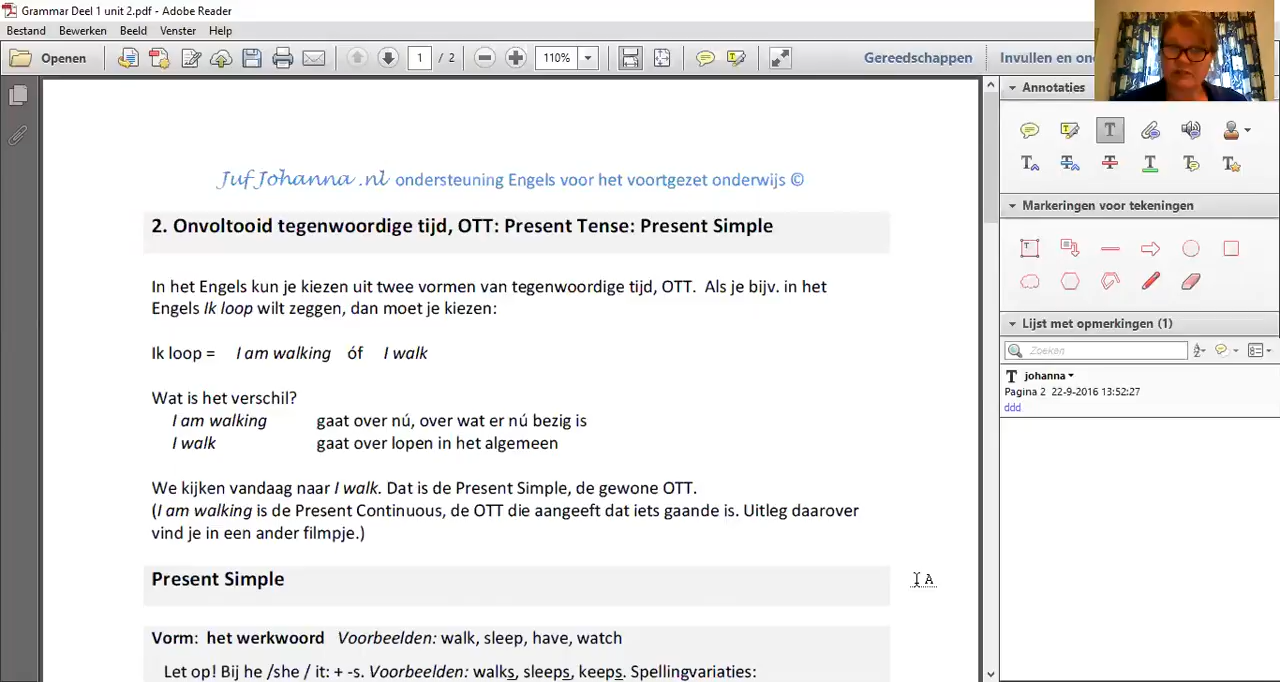 Grammar Deel 1 unit 2.pdf - Adobe Reader
Bestand Bewerken Beeld Venster Help
Openen 1 / 2 110% Gereedschappen Invullen en on
Annotaties
Juf Johanna .nl ondersteuning Engels voor het voortgezet onderwijs ©
Markeringen voor tekeningen
2. Onvoltooid tegenwoordige tijd, OTT: Present Tense: Present Simple
In het Engels kun je kiezen uit twee vormen van tegenwoordige tijd, OTT. Als je bijv. in het
Engels Ik loop wilt zeggen, dan moet je kiezen:
Lijst met opmerkingen (1)
Zoeken
Ik loop = I am walking óf I walk
johanna
Pagina 2 22-9-2016 13:52:27
ddd
Wat is het verschil?
I am walking gaat over nú, over wat er nú bezig is
I walk gaat over lopen in het algemeen
We kijken vandaag naar I walk. Dat is de Present Simple, de gewone OTT.
(I am walking is de Present Continuous, de OTT die aangeeft dat iets gaande is. Uitleg daarover
vind je in een ander filmpje.)
Present Simple
Vorm: het werkwoord Voorbeelden: walk, sleep, have, watch
Let op! Bij he /she / it: + -s. Voorbeelden: walks, sleeps, keeps. Spellingvariaties: